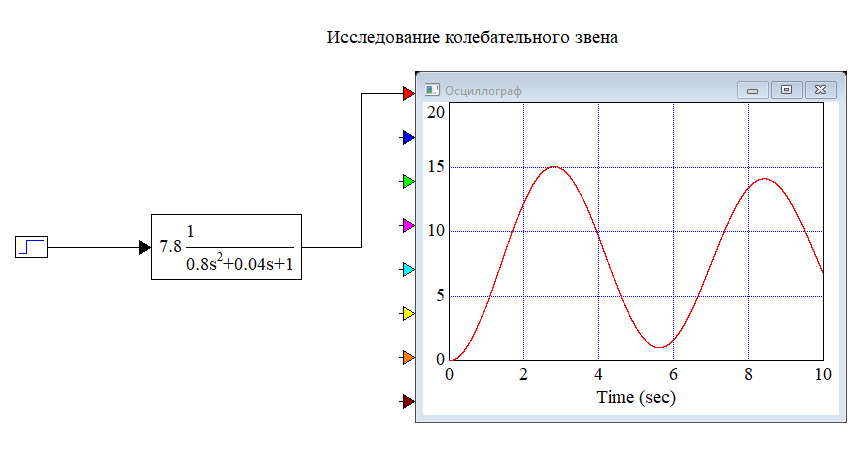 Исследование колебательного звена
Осциллограф
7.8 1
0.8s²+0.04s+1
20
15
10
5
0
0 2 4 6 8 10
Time (sec)